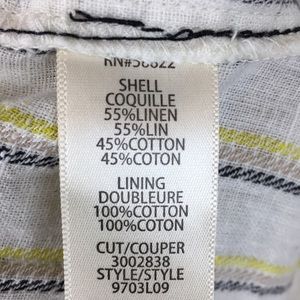 RN#58822
SHELL
COQUILLE
55%LINEN
55%LIN
45%COTTON
45%COTON
LINING
DOUBLEURE
100%COTTON
100%COTON
CUT/COUPER
3002838
STYLE/STYLE
9703L09